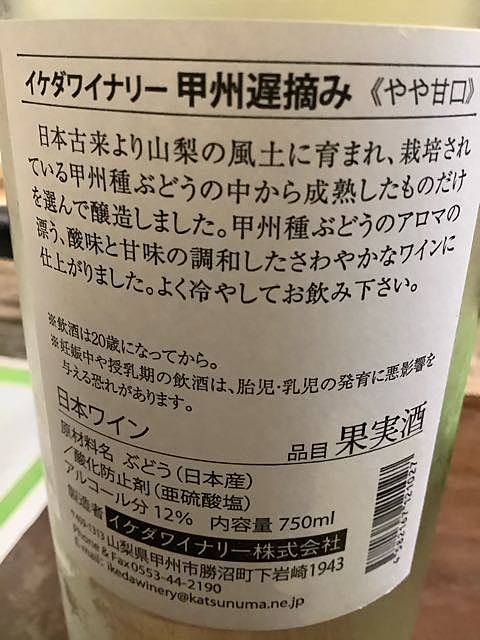 イケダワイナリー 甲州遅摘み 《やや甘口》
日本古来より山梨の風土に育まれ、栽培され
ている甲州種ぶどうの中から成熟したものだけ
を選んで醸造しました。甲州種ぶどうのアロマの
漂う、酸味と甘味の調和したさわやかなワインに
仕上がりました。よく冷やしてお飲み下さい。
※飲酒は20歳になってから。
※妊娠中や授乳期の飲酒は、胎児・乳児の発育に悪影響を
与える恐れがあります。
日本ワイン
品目 果実酒
原材料名 ぶどう（日本産）
／酸化防止剤（亜硫酸塩）
アルコール分 12% 内容量 750ml
製造者 イケダワイナリー株式会社
〒409-1313 山梨県甲州市勝沼町下岩崎1943
Phone & Fax 0553-44-2190
E-mail: ikedawinery@katsunuma.ne.jp